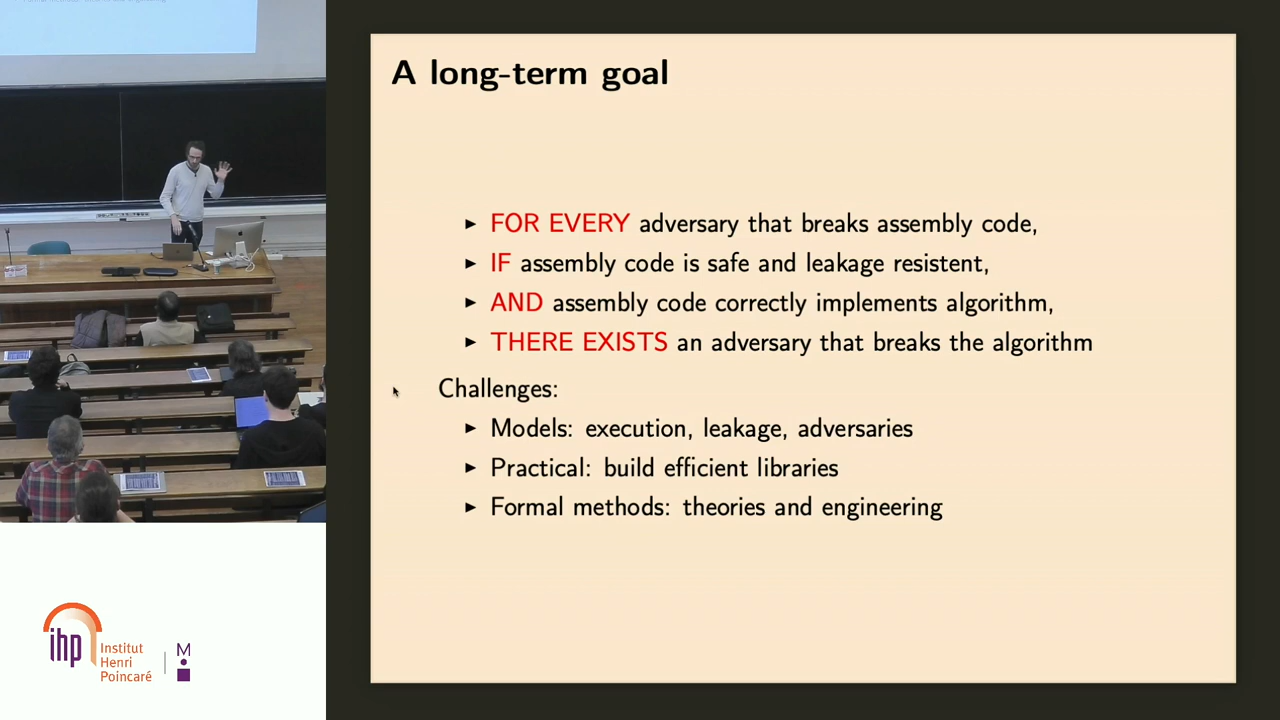 A long-term goal
▸ FOR EVERY adversary that breaks assembly code,
▸ IF assembly code is safe and leakage resistent,
▸ AND assembly code correctly implements algorithm,
▸ THERE EXISTS an adversary that breaks the algorithm
Challenges:
▸ Models: execution, leakage, adversaries
▸ Practical: build efficient libraries
▸ Formal methods: theories and engineering
ihp
Institut
Henri
Poincaré
M